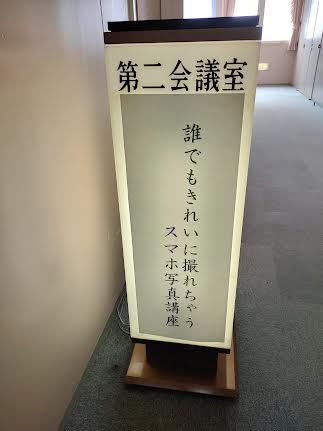 第二会議室
誰でもきれいに撮れちゃう
スマホ写真講座